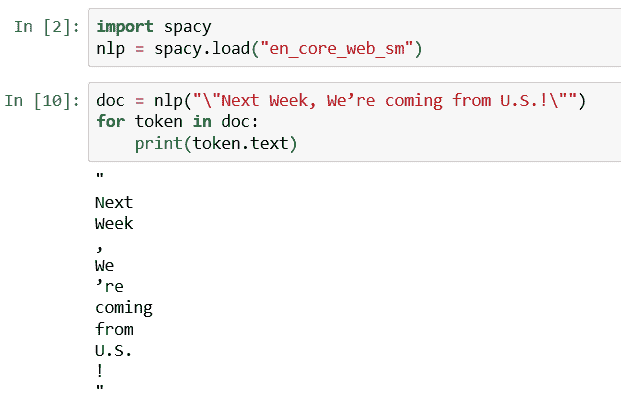 In [2]: import spacy
nlp = spacy.load("en_core_web_sm")
In [10]: doc = nlp("\"Next Week, We’re coming from U.S.!\"")
for token in doc:
    print(token.text)
"
Next
Week
,
We
’re
coming
from
U.S.
!
"